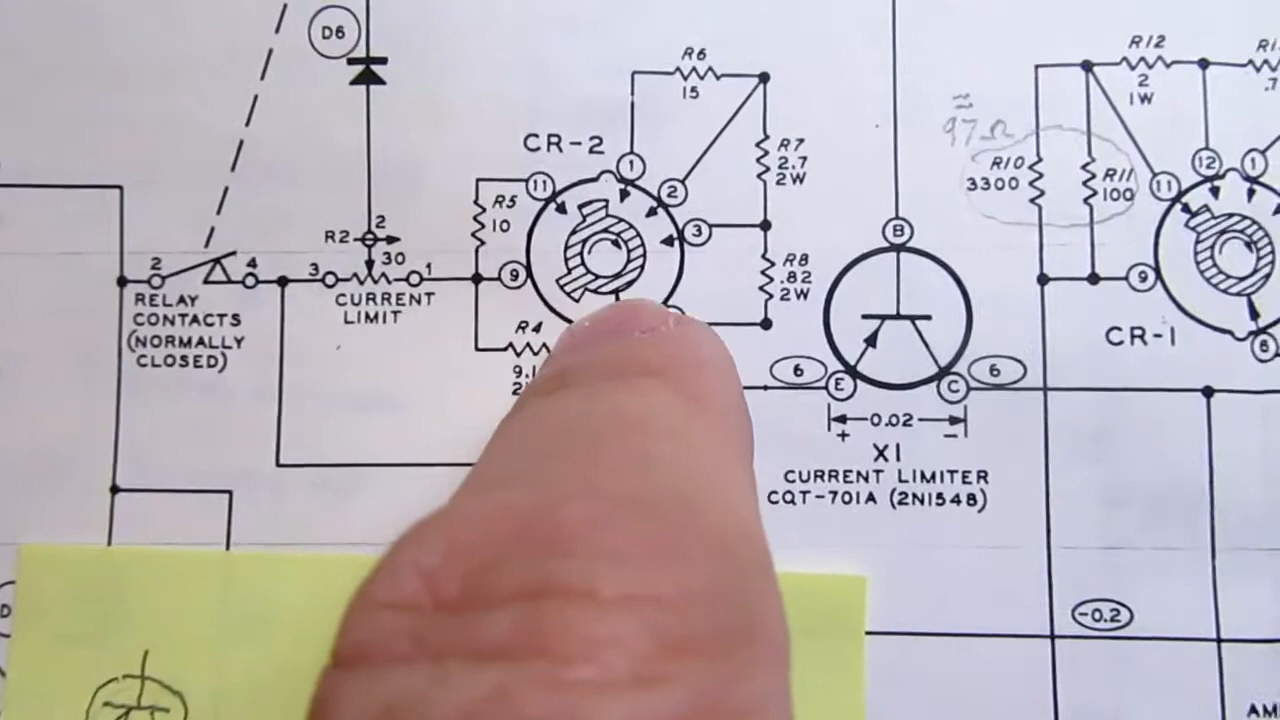 D6
R6
15
R12
2
1W
CR-2
1
≈
97Ω
R7
2.7
2W
R10
3300
R11
100
12
1
11
2
11
R5
10
3
B
R2
2
30
2
4
3
1
9
R8
.82
2W
9
RELAY
CONTACTS
(NORMALLY
CLOSED)
CURRENT
LIMIT
R4
CR-1
6
6
E
C
6
0.02
+
−
X1
CURRENT LIMITER
CQT-701A (2N1548)
-0.2